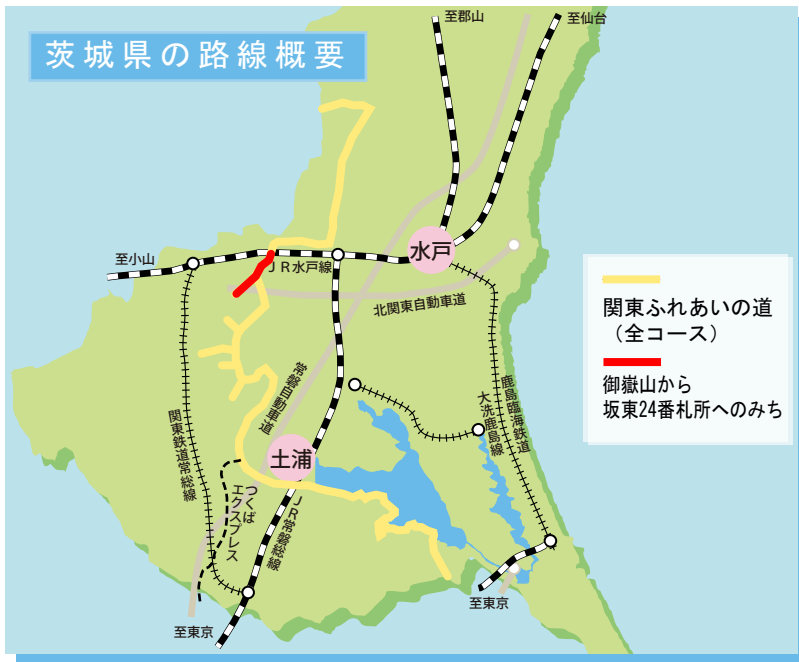 茨城県の路線概要
至郡山
至仙台
水戸
至小山
JR水戸線
北関東自動車道
常磐自動車道
関東鉄道常総線
大洗鹿島線
鹿島臨海鉄道
土浦
つくば
エクスプレス
JR常磐総線
至東京
至東京
関東ふれあいの道
（全コース）
御嶽山から
坂東24番札所へのみち